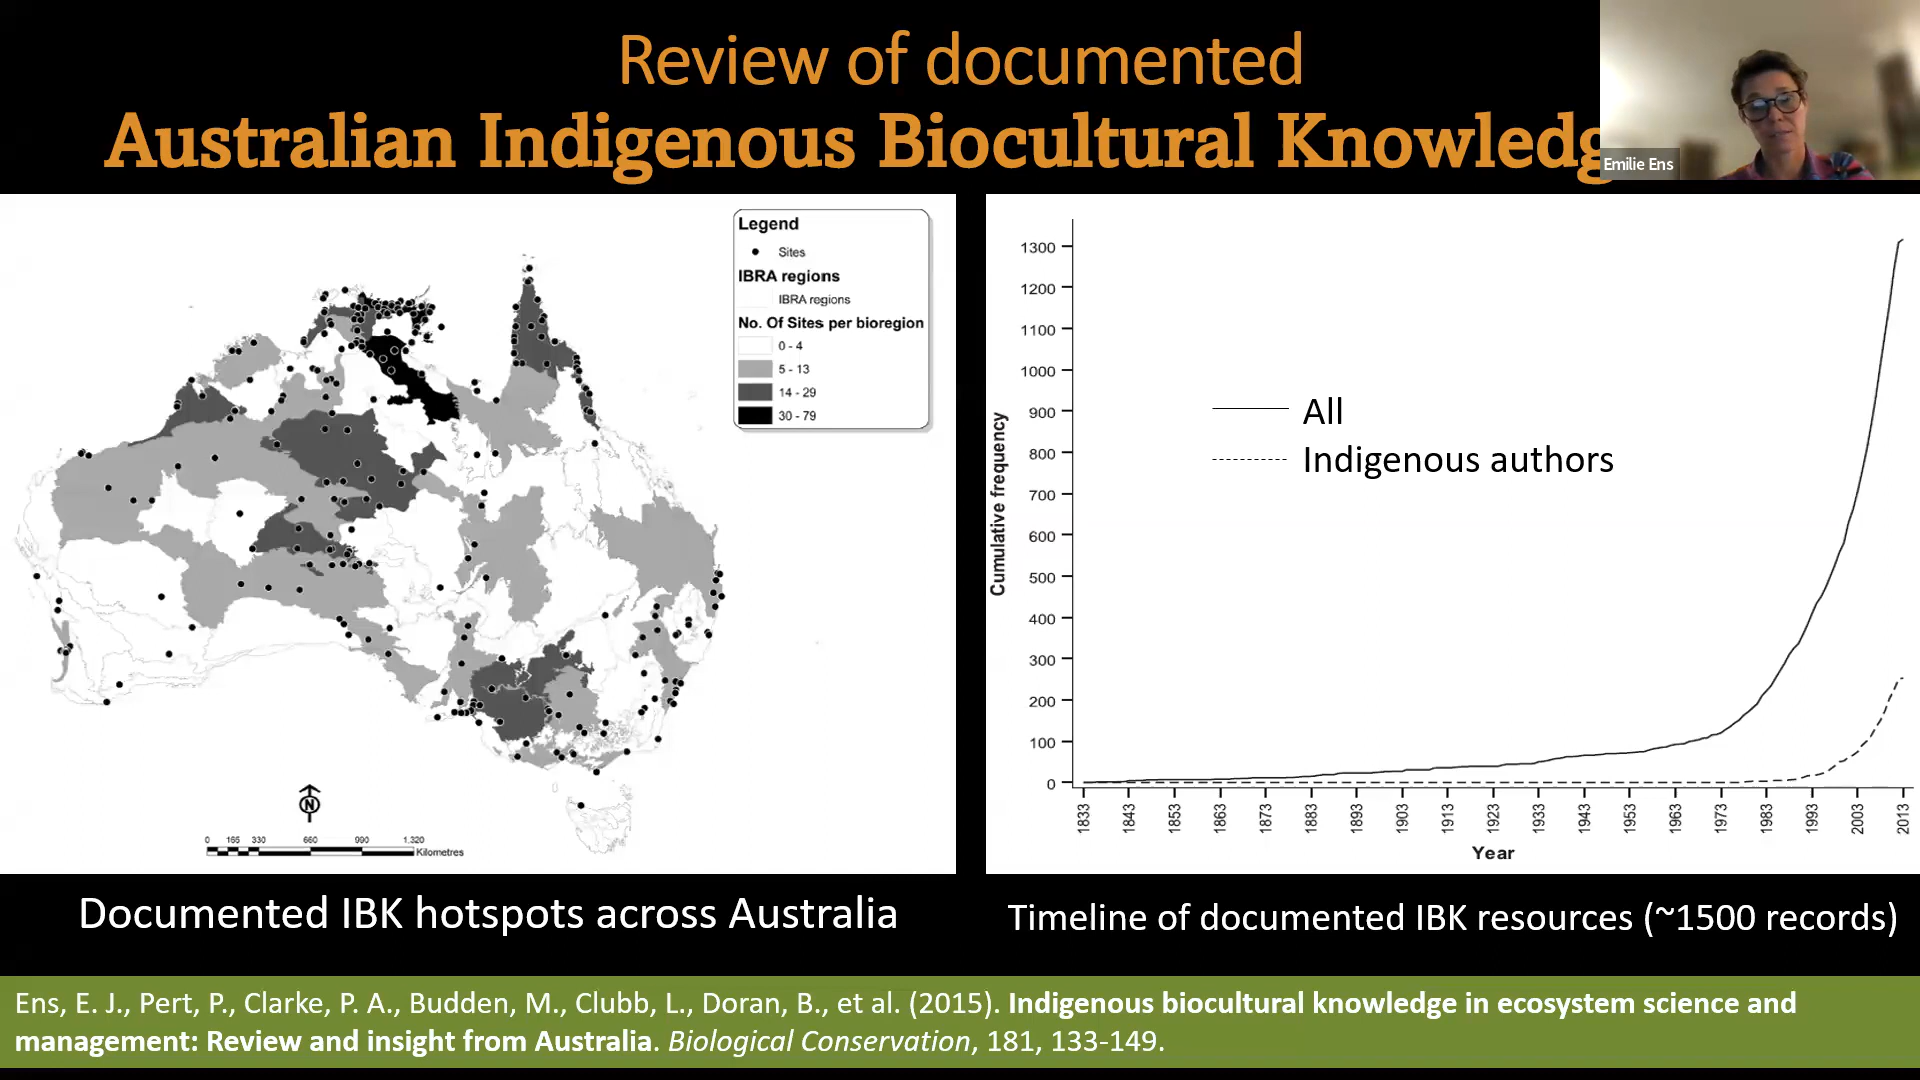 Review of documented
Australian Indigenous Biocultural Knowledg
Emilie Ens
Legend
Sites
IBRA regions
IBRA regions
No. Of Sites per bioregion
0 - 4
5 - 13
14 - 29
30 - 79
N
0 165 330 660 990 1,320
Kilometres
Cumulative frequency
1300
1200
1100
1000
900
800
700
600
500
400
300
200
100
0
All
Indigenous authors
1833 1843 1853 1863 1873 1883 1893 1903 1913 1923 1933 1943 1953 1963 1973 1983 1993 2003 2013
Year
Documented IBK hotspots across Australia
Timeline of documented IBK resources (~1500 records)
Ens, E. J., Pert, P., Clarke, P. A., Budden, M., Clubb, L., Doran, B., et al. (2015). Indigenous biocultural knowledge in ecosystem science and
management: Review and insight from Australia. Biological Conservation, 181, 133-149.